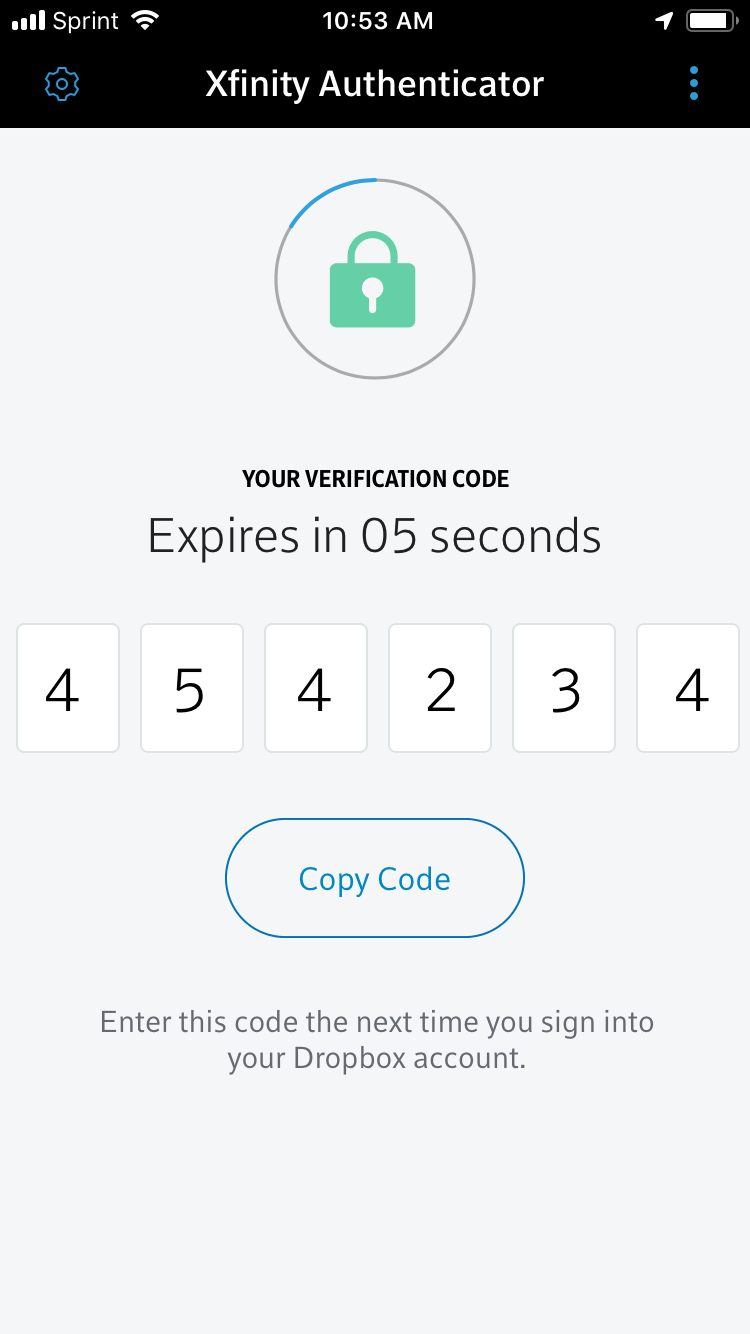 Sprint 10:53 AM
Xfinity Authenticator
YOUR VERIFICATION CODE
Expires in 05 seconds
4 5 4 2 3 4
Copy Code
Enter this code the next time you sign into
your Dropbox account.